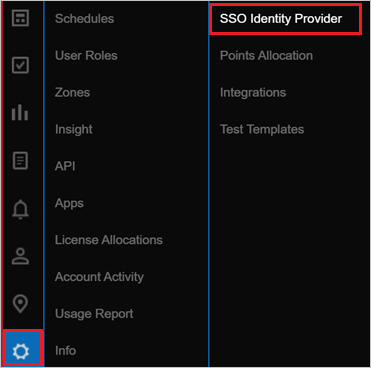 Schedules
User Roles
Zones
Insight
API
Apps
License Allocations
Account Activity
Usage Report
Info
SSO Identity Provider
Points Allocation
Integrations
Test Templates